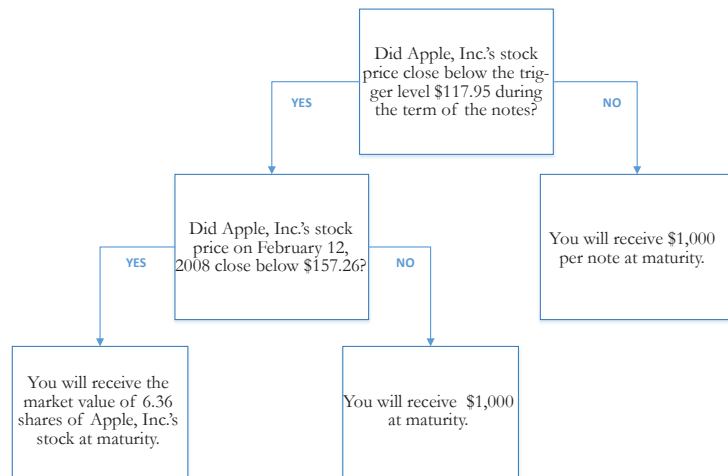 Did Apple, Inc.'s stock
price close below the trig-
ger level $117.95 during
the term of the notes?
YES
NO
Did Apple, Inc.'s stock
price on February 12,
2008 close below $157.26?
You will receive $1,000
per note at maturity.
YES
NO
You will receive the
market value of 6.36
shares of Apple, Inc.'s
stock at maturity.
You will receive $1,000
at maturity.